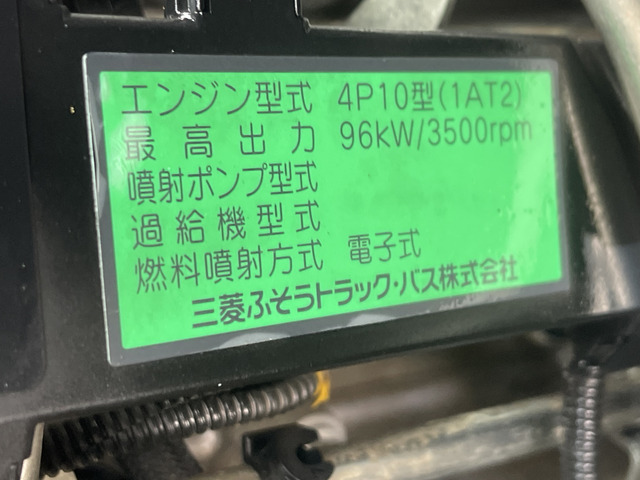 エンジン型式 4P10型(1AT2)
最高出力 96kW/3500rpm
噴射ポンプ型式
過給機型式
燃料噴射方式 電子式
三菱ふそうトラック・バス株式会社